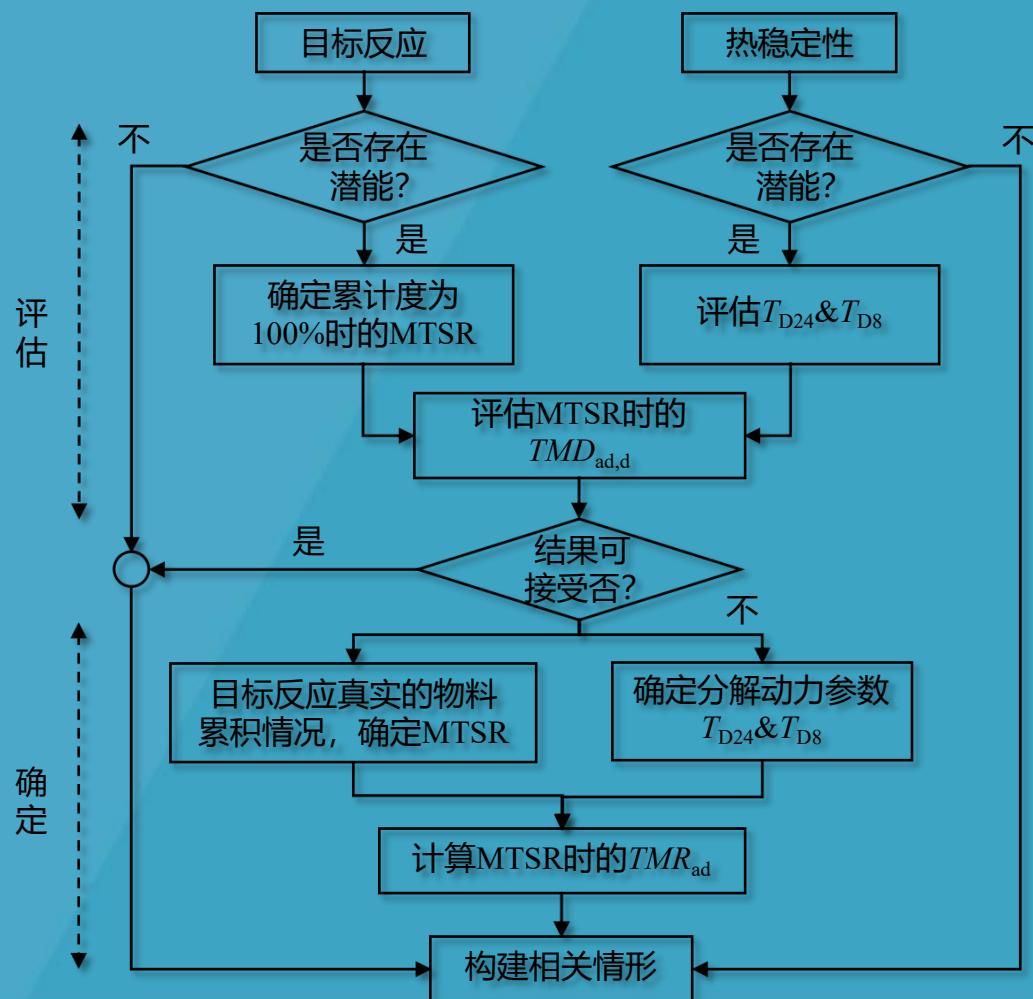 目标反应
热稳定性
不
是否存在
潜能?
是否存在
潜能?
不
是
是
评
估
确定累计度为
100%时的MTSR
评估TD24&TD8
评估MTSR时的
TMDad,d
是
结果可
接受否?
不
目标反应真实的物料
累积情况，确定MTSR
确定分解动力参数
TD24&TD8
确
定
计算MTSR时的TMRad
构建相关情形